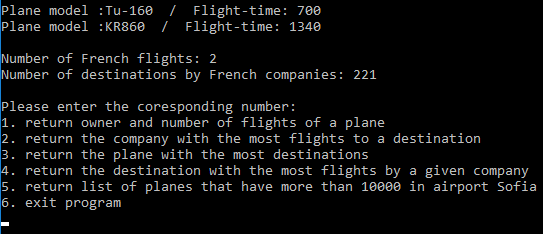 Plane model :Tu-160  /  Flight-time: 700
Plane model :KR860  /  Flight-time: 1340
Number of French flights: 2
Number of destinations by French companies: 221
Please enter the coresponding number:
1. return owner and number of flights of a plane
2. return the company with the most flights to a destination
3. return the plane with the most destinations
4. return the destination with the most flights by a given company
5. return list of planes that have more than 10000 in airport Sofia
6. exit program